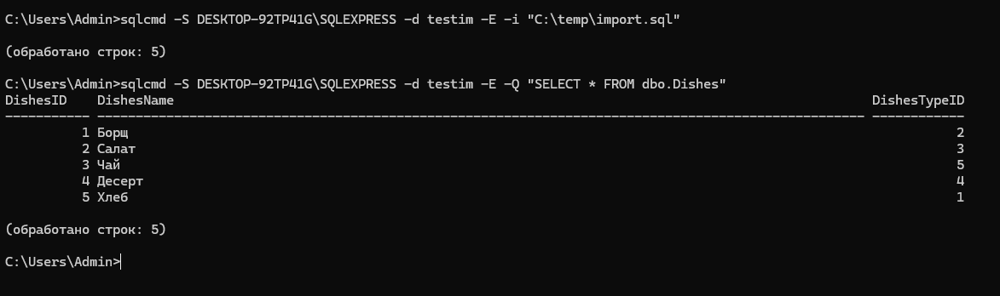 C:\Users\Admin>sqlcmd -S DESKTOP-92TP41G\SQLEXPRESS -d testim -E -i "C:\temp\import.sql"
(обработано строк: 5)
C:\Users\Admin>sqlcmd -S DESKTOP-92TP41G\SQLEXPRESS -d testim -E -Q "SELECT * FROM dbo.Dishes"
DishesID    DishesName                                                                                           DishesTypeID
----------- ---------------------------------------------------------------------------------------------------- ------------
          1 Борщ                                                                                                            2
          2 Салат                                                                                                           3
          3 Чай                                                                                                             5
          4 Десерт                                                                                                          4
          5 Хлеб                                                                                                            1
(обработано строк: 5)
C:\Users\Admin>